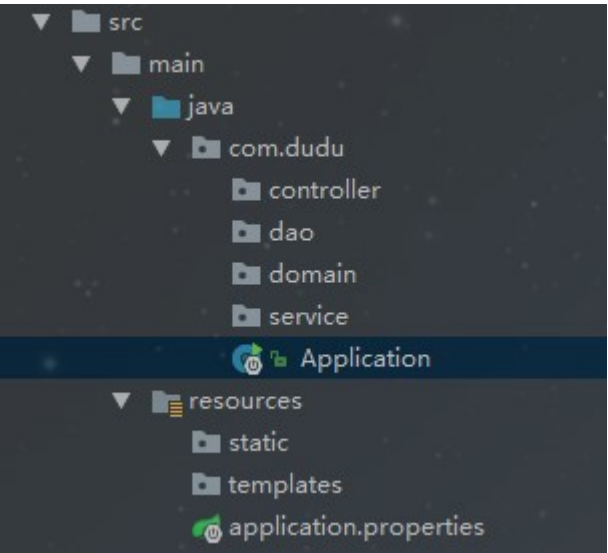 src
main
java
com.dudu
controller
dao
domain
service
Application
resources
static
templates
application.properties